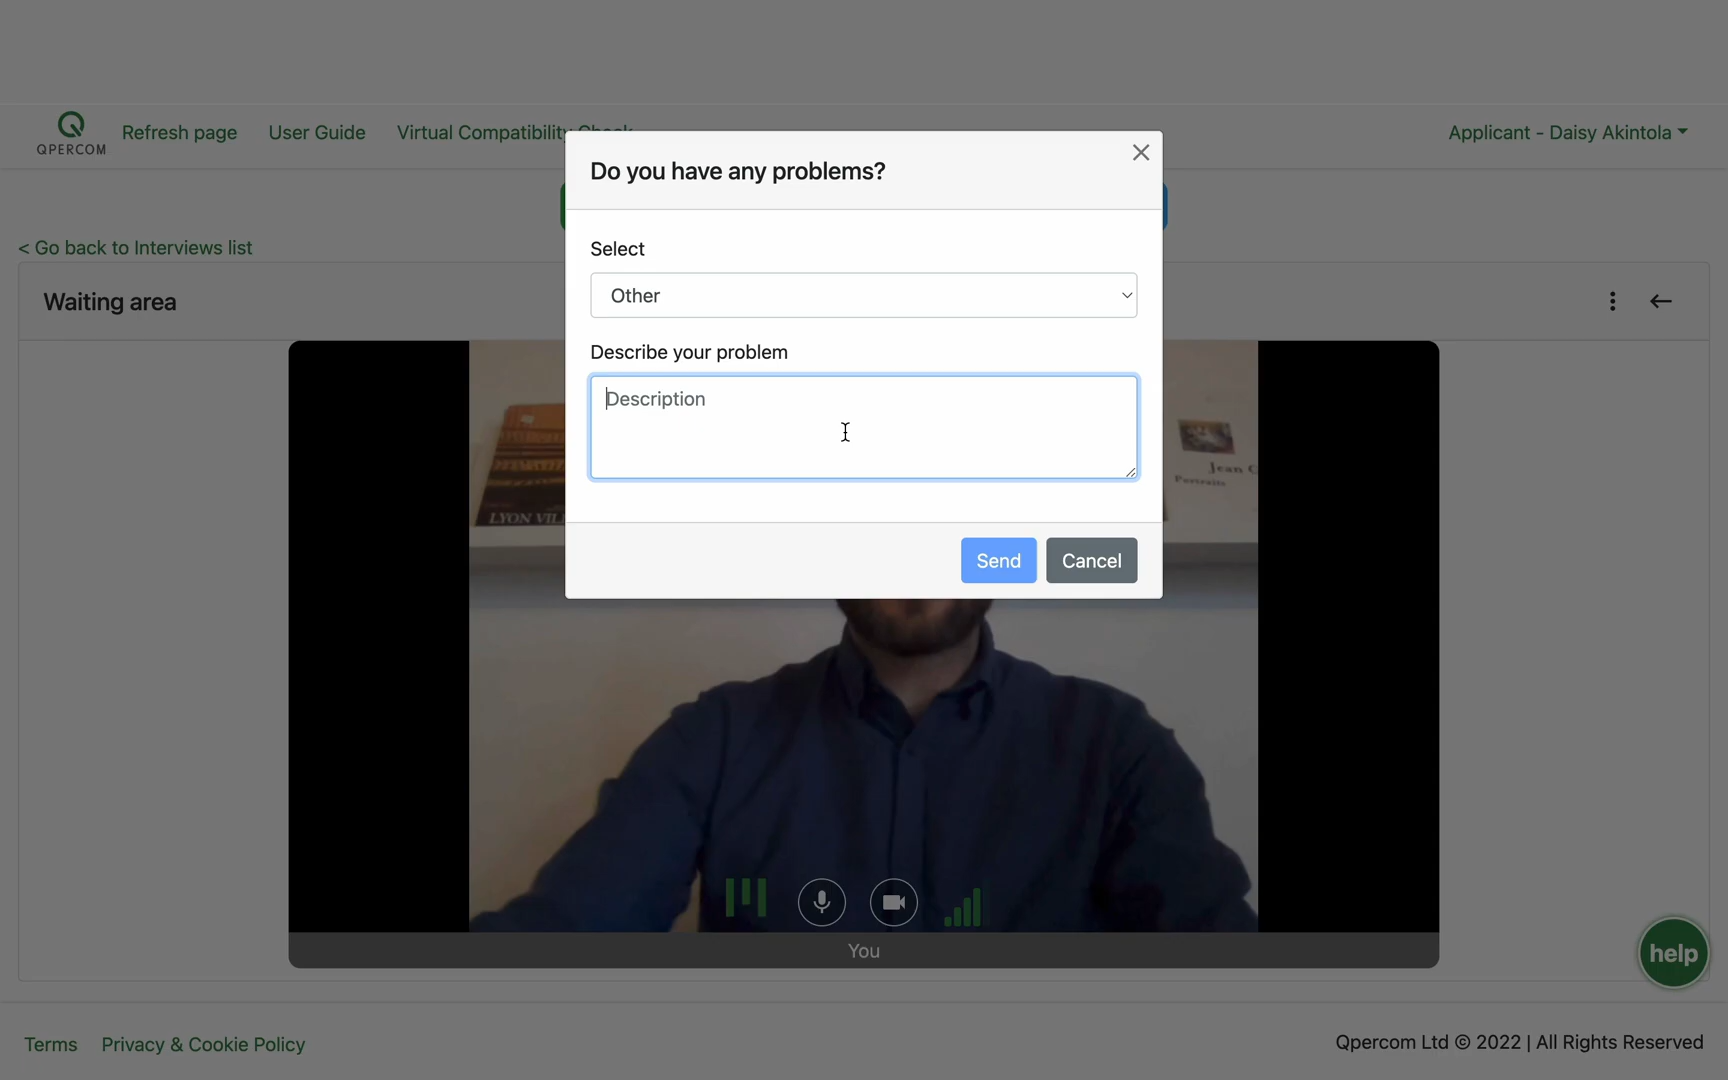 QPERCOM
Refresh page
User Guide
Virtual Compatibility Check
Applicant - Daisy Akintola
Do you have any problems?
< Go back to Interviews list
Select
Other
Waiting area
Describe your problem
Description
LYON VIL
Jean C
Portraits
Send
Cancel
You
help
Terms
Privacy & Cookie Policy
Qpercom Ltd © 2022 | All Rights Reserved